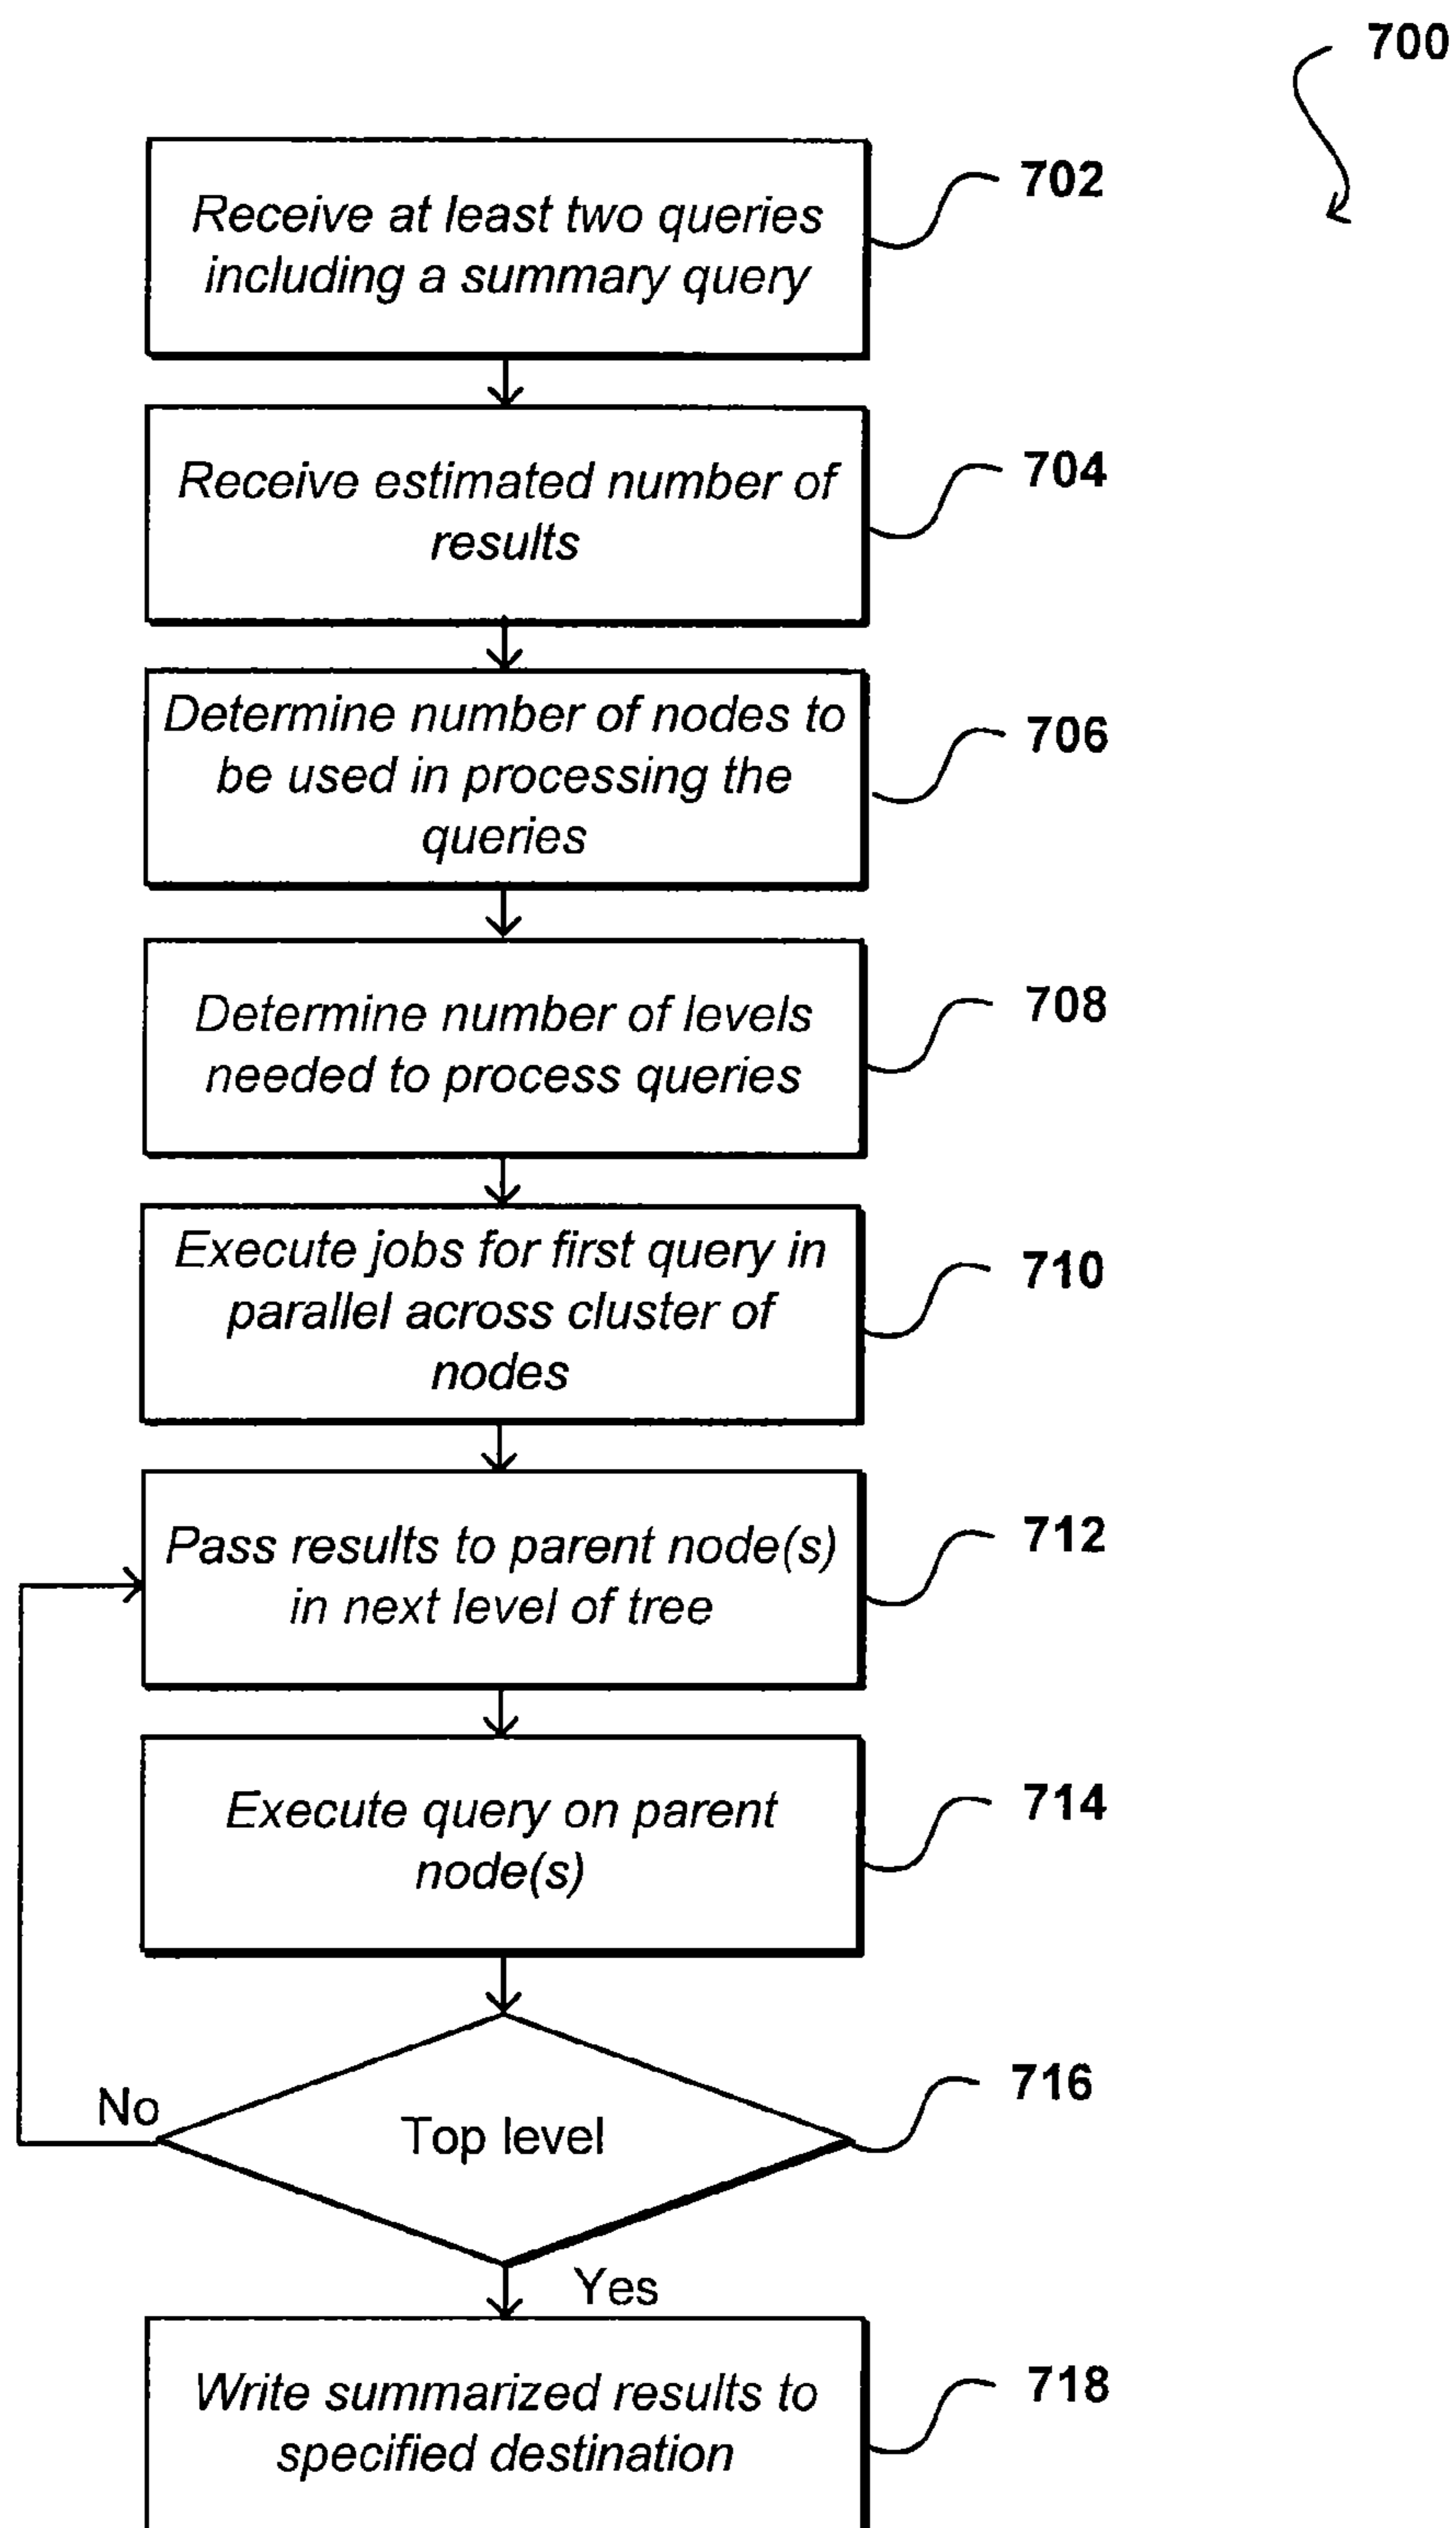 700
Receive at least two queries
including a summary query
702
Receive estimated number of
results
704
Determine number of nodes to
be used in processing the
queries
706
Determine number of levels
needed to process queries
708
Execute jobs for first query in
parallel across cluster of
nodes
710
Pass results to parent node(s)
in next level of tree
712
Execute query on parent
node(s)
714
No
Top level
716
Yes
Write summarized results to
specified destination
718